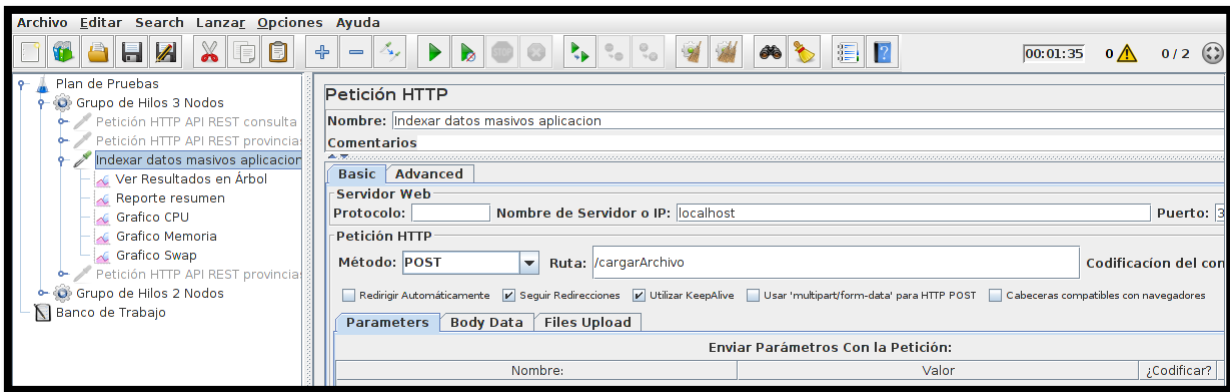 Archivo Editar Search Lanzar Opciones Ayuda
00:01:35 0 0 / 2
Plan de Pruebas
Grupo de Hilos 3 Nodos
Petición HTTP API REST consulta
Petición HTTP API REST provincia
Indexar datos masivos aplicacion
Ver Resultados en Árbol
Reporte resumen
Grafico CPU
Grafico Memoria
Grafico Swap
Petición HTTP API REST provincia
Grupo de Hilos 2 Nodos
Banco de Trabajo
Petición HTTP
Nombre: Indexar datos masivos aplicacion
Comentarios
Basic Advanced
Servidor Web
Protocolo: Nombre de Servidor o IP: localhost Puerto: 3
Petición HTTP
Método: POST Ruta: /cargarArchivo Codificacíon del con
Redirigir Automáticamente Seguir Redirecciones Utilizar KeepAlive Usar 'multipart/form-data' para HTTP POST Cabeceras compatibles con navegadores
Parameters Body Data Files Upload
Enviar Parámetros Con la Petición:
Nombre: Valor ¿Codificar?